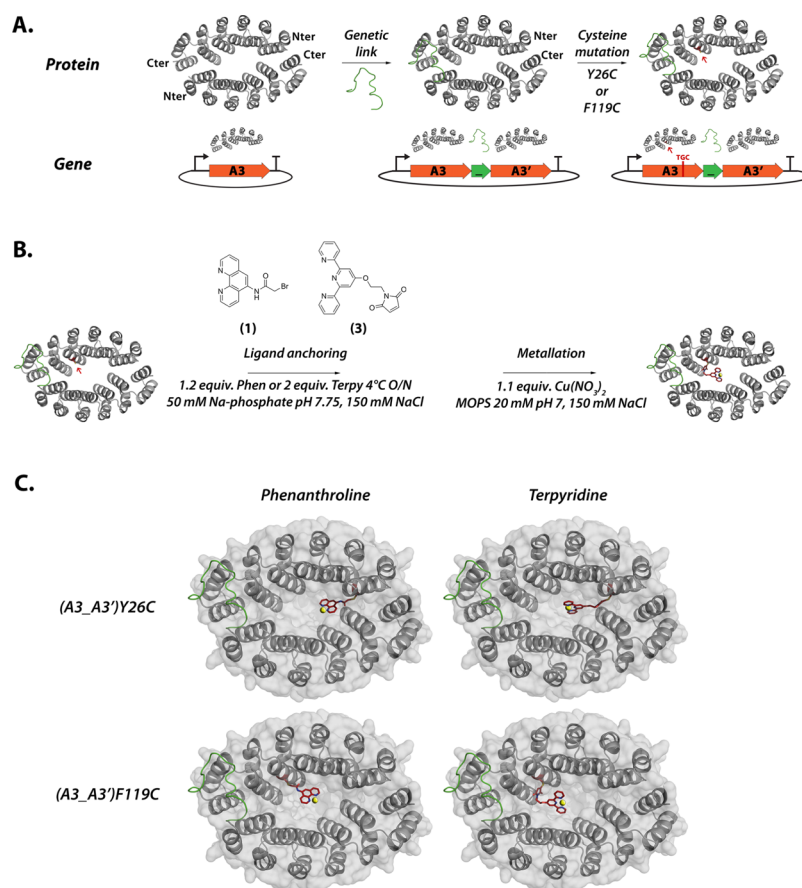 A.
Protein
Nter
Cter
Cter
Nter
Genetic
link
Nter
Cter
Cysteine
mutation
Y26C
or
F119C
Gene
A3
A3
_
A3'
TGC
A3
_
A3'
B.
N
N
N
H
O
Br
(1)
N
N
N
O
N
O
O
(3)
Ligand anchoring
1.2 equiv. Phen or 2 equiv. Terpy 4°C O/N
50 mM Na-phosphate pH 7.75, 150 mM NaCl
Metallation
1.1 equiv. Cu(NO3)2
MOPS 20 mM pH 7, 150 mM NaCl
C.
Phenanthroline
Terpyridine
(A3_A3')Y26C
(A3_A3')F119C